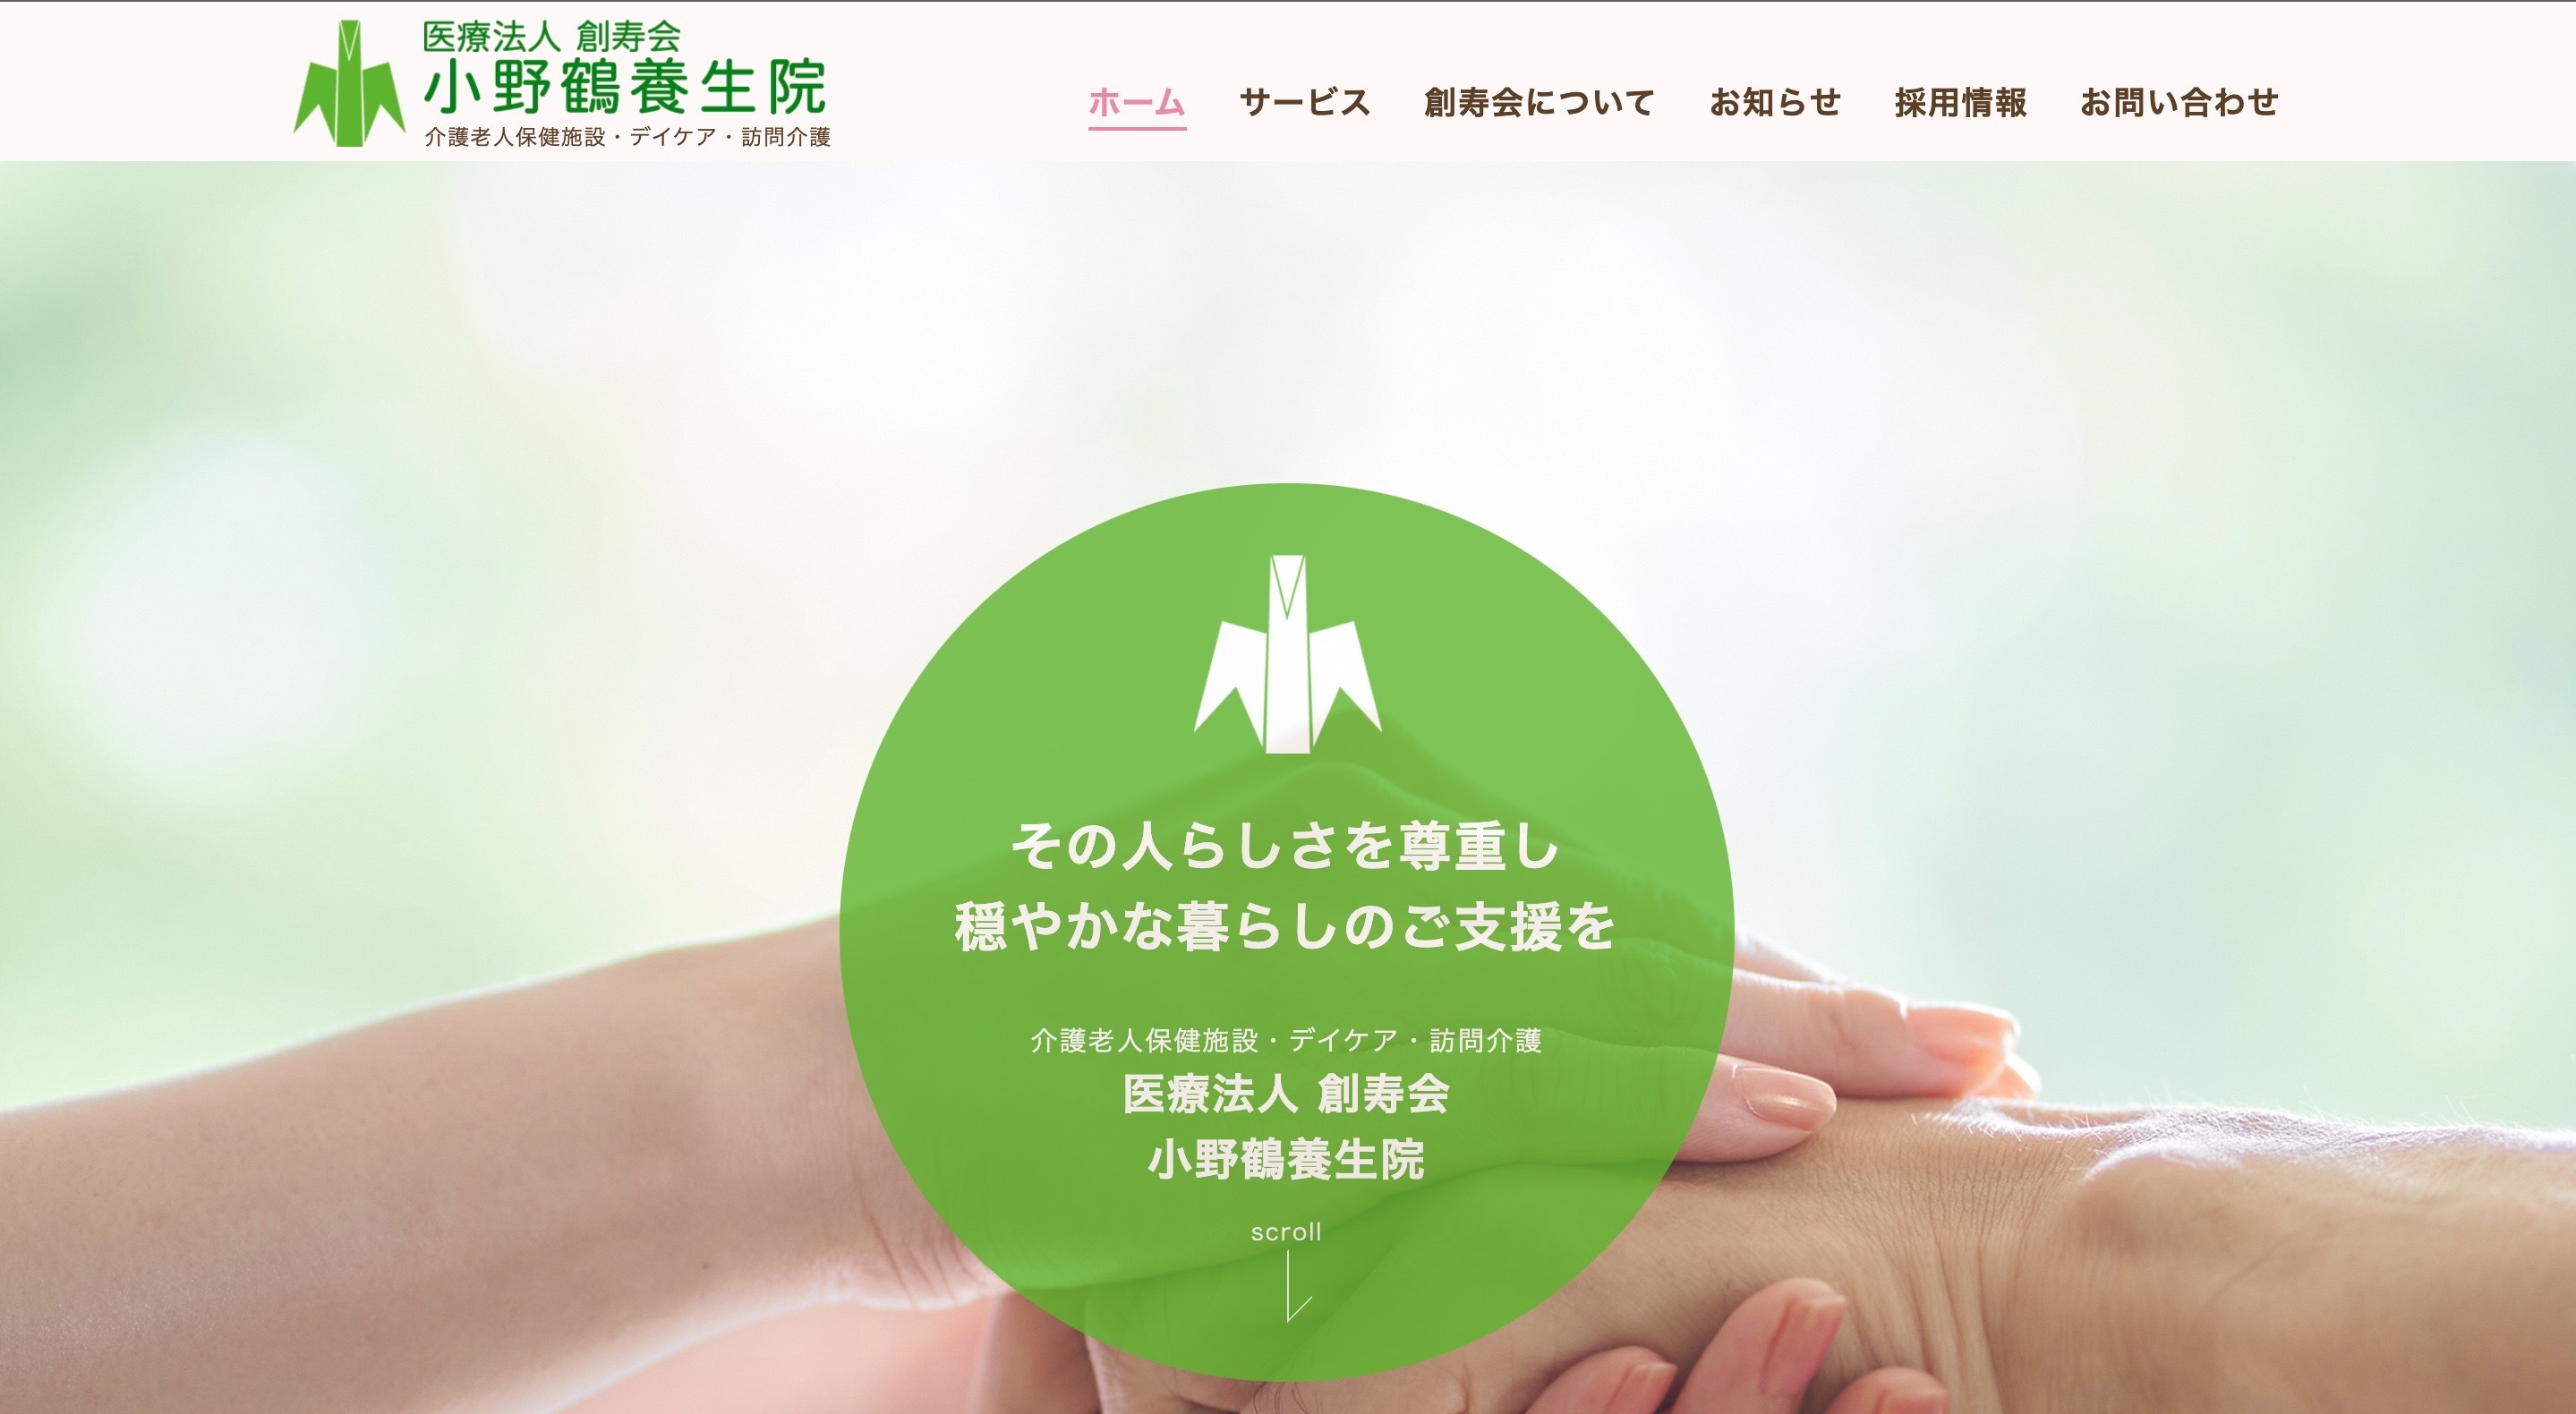 医療法人 創寿会
小野鶴養生院
介護老人保健施設・デイケア・訪問介護
ホーム サービス 創寿会について お知らせ 採用情報 お問い合わせ
その人らしさを尊重し
穏やかな暮らしのご支援を
介護老人保健施設・デイケア・訪問介護
医療法人 創寿会
小野鶴養生院
scroll